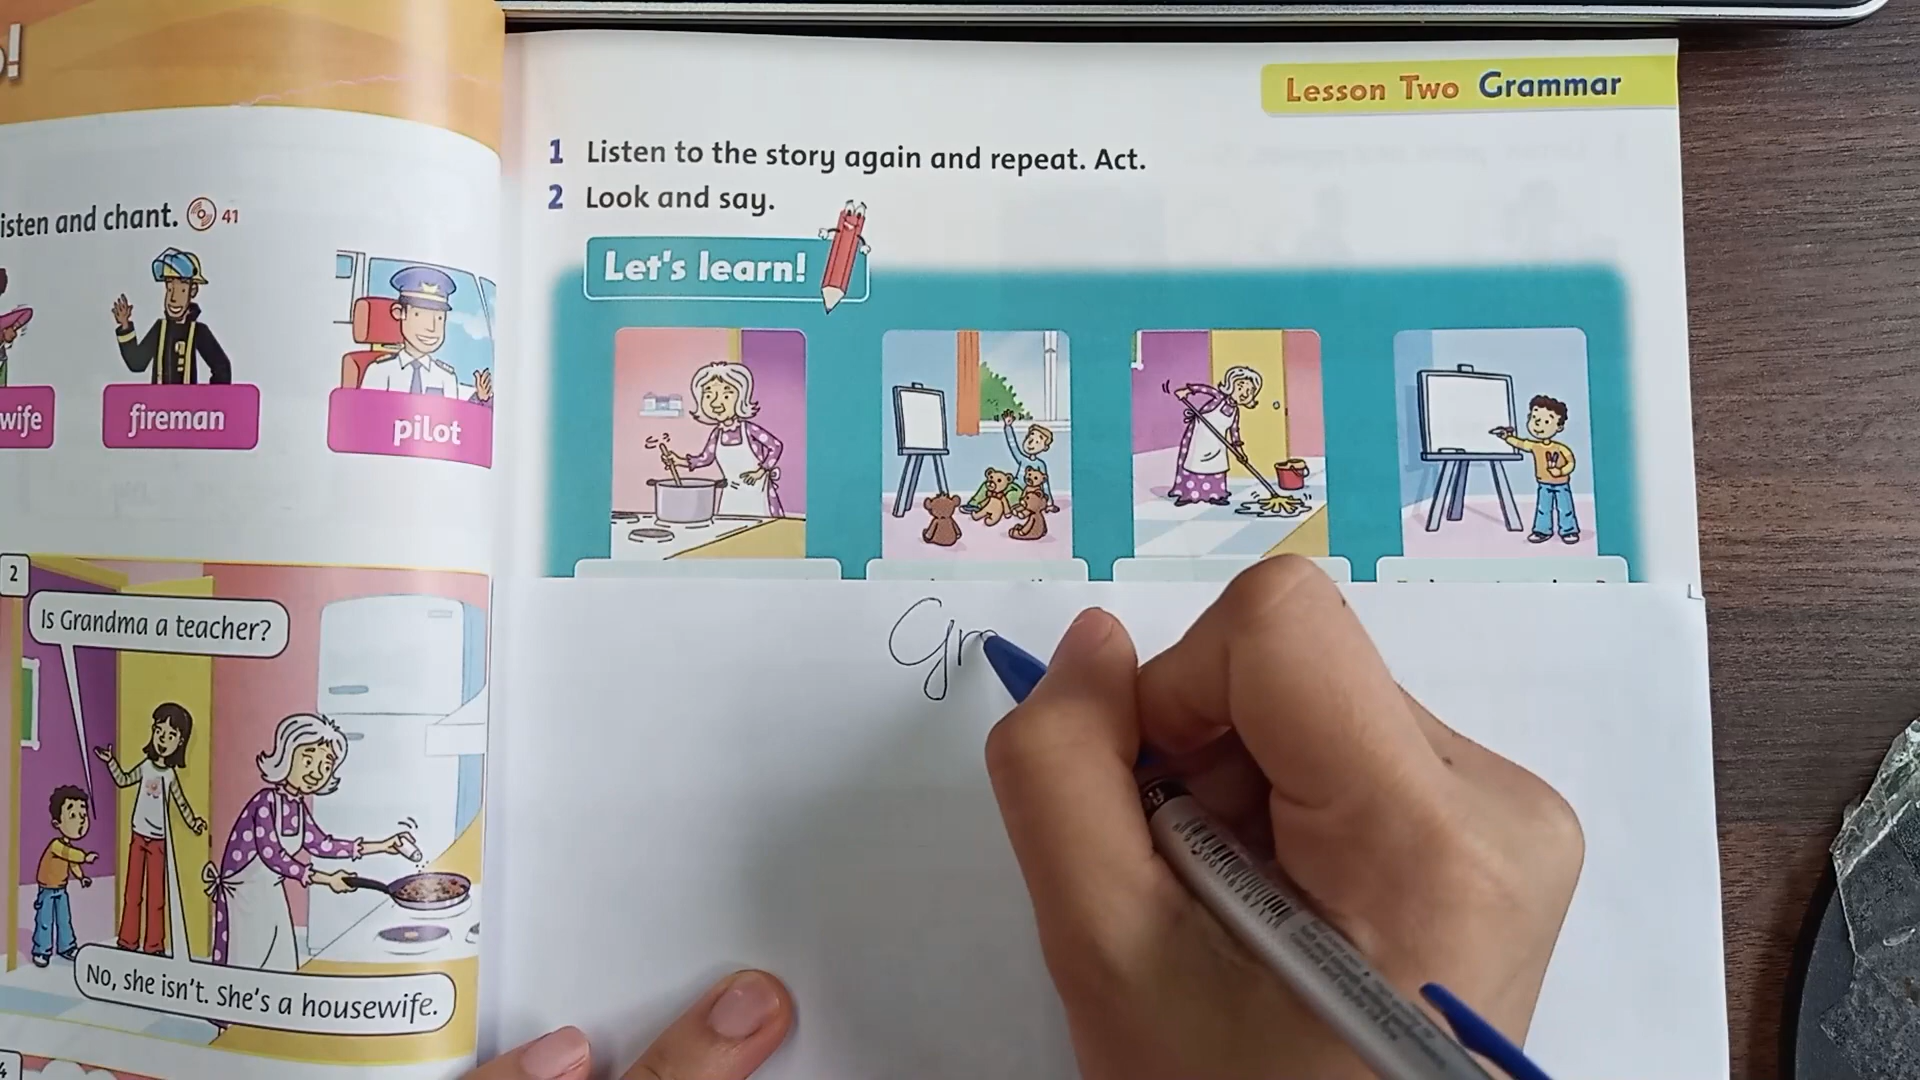 o!
isten and chant. 41
wife
fireman
pilot
2
Is Grandma a teacher?
No, she isn't. She's a housewife.
4
Lesson Two Grammar
1 Listen to the story again and repeat. Act.
2 Look and say.
Let's learn!
Gr